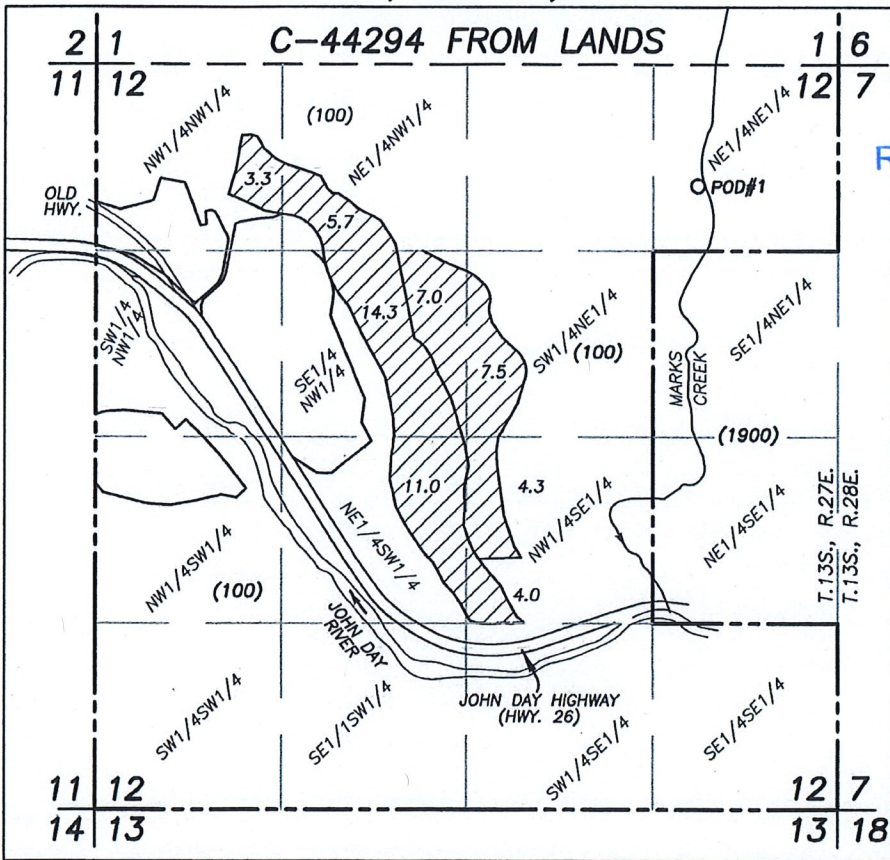 C-44294 FROM LANDS
2 1
11 12
1 6
12 7
NW1/4NW1/4
(100)
NE1/4NW1/4
NE1/4NE1/4
R
POD#1
3.3
OLD
HWY.
5.7
SW1/4
NW1/4
14.3
7.0
SE1/4
NW1/4
7.5
SW1/4NE1/4
(100)
SE1/4NE1/4
MARKS
CREEK
(1900)
11.0
4.3
NE1/4SW1/4
NW1/4SE1/4
NE1/4SE1/4
T.13S., R.27E.
T.13S., R.28E.
NW1/4SW1/4
(100)
4.0
JOHN DAY
RIVER
JOHN DAY HIGHWAY
(HWY. 26)
SW1/4SW1/4
SE1/1SW1/4
SW1/4SE1/4
SE1/4SE1/4
11 12
14 13
12 7
13 18